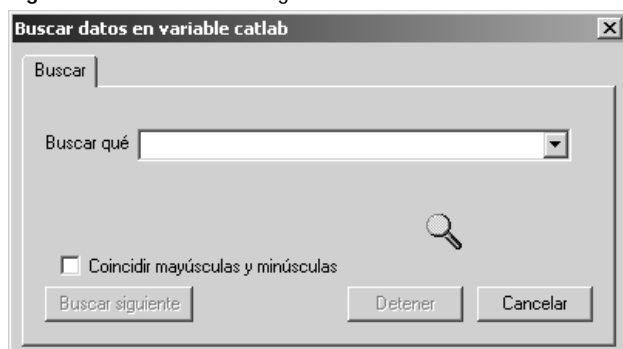 Buscar datos en variable catlab
Buscar
Buscar qué
Coincidir mayúsculas y minúsculas
Buscar siguiente Detener Cancelar